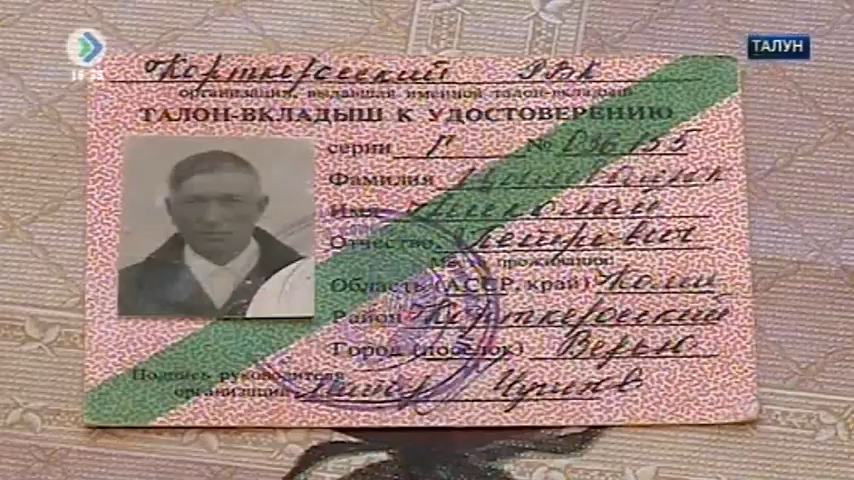 ТАЛУН
Корткеросский РВК
организация, выдавшая именной талон-вкладыш
ТАЛОН-ВКЛАДЫШ К УДОСТОВЕРЕНИЮ
серии Г № 036155
Фамилия
Имя Николай
Отчество Петрович
Место проживания:
Область (АССР, край) Коми
Район Корткеросский
Город (поселок)
Подпись руководителя
организации